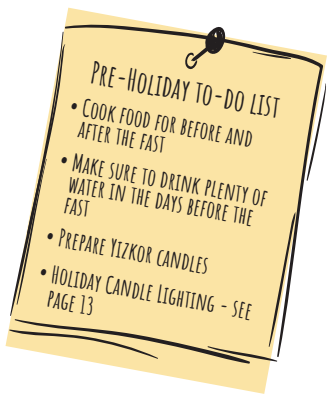 Pre-Holiday to-do list
• Cook food for before and
after the fast
• Make sure to drink plenty of
water in the days before the
fast
• Prepare Yizkor candles
• Holiday Candle Lighting - see
page 13